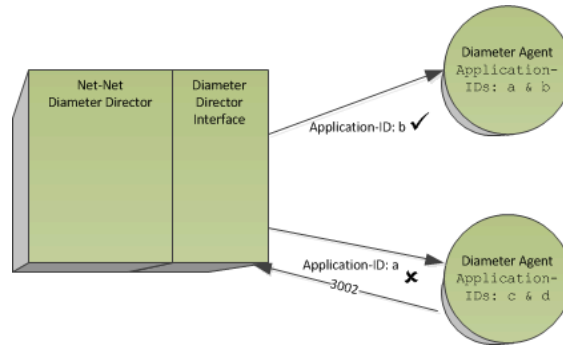 Net-Net
Diameter Director
Diameter
Director
Interface
Diameter Agent
Application-
IDs: a & b
Application-ID: b
Application-ID: a
3002
Diameter Agent
Application-
IDs: c & d